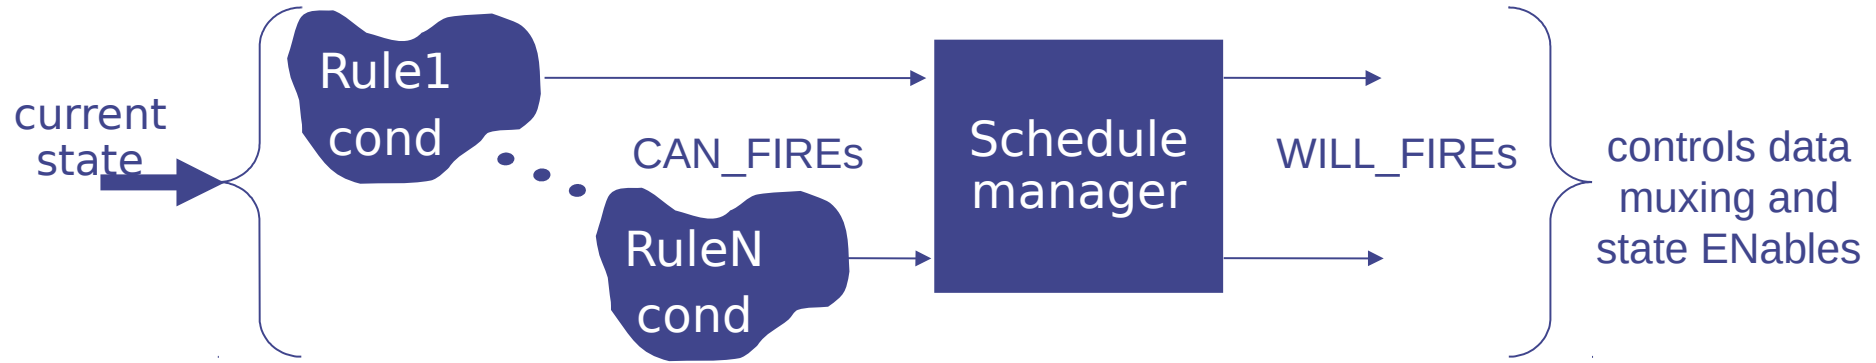 current
state
Rule1
cond
CAN_FIREs
RuleN
cond
Schedule
manager
WILL_FIREs
controls data
muxing and
state ENables